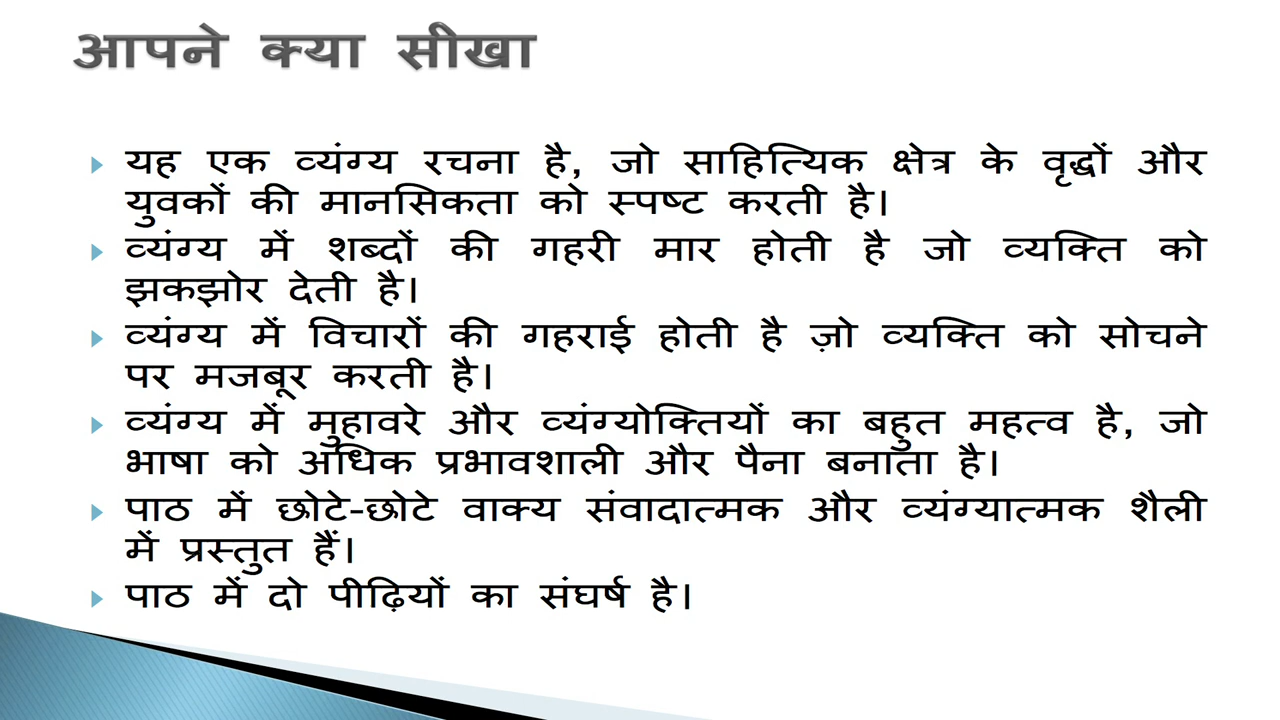 आपने क्या सीखा
यह एक व्यंग्य रचना है, जो साहित्यिक क्षेत्र के वृद्धों और
युवकों की मानसिकता को स्पष्ट करती है।
व्यंग्य में शब्दों की गहरी मार होती है जो व्यक्ति को
झकझोर देती है।
व्यंग्य में विचारों की गहराई होती है ज़ो व्यक्ति को सोचने
पर मजबूर करती है।
व्यंग्य में मुहावरे और व्यंग्योक्तियों का बहुत महत्व है, जो
भाषा को अधिक प्रभावशाली और पैना बनाता है।
पाठ में छोटे-छोटे वाक्य संवादात्मक और व्यंग्यात्मक शैली
में प्रस्तुत हैं।
पाठ में दो पीढ़ियों का संघर्ष है।